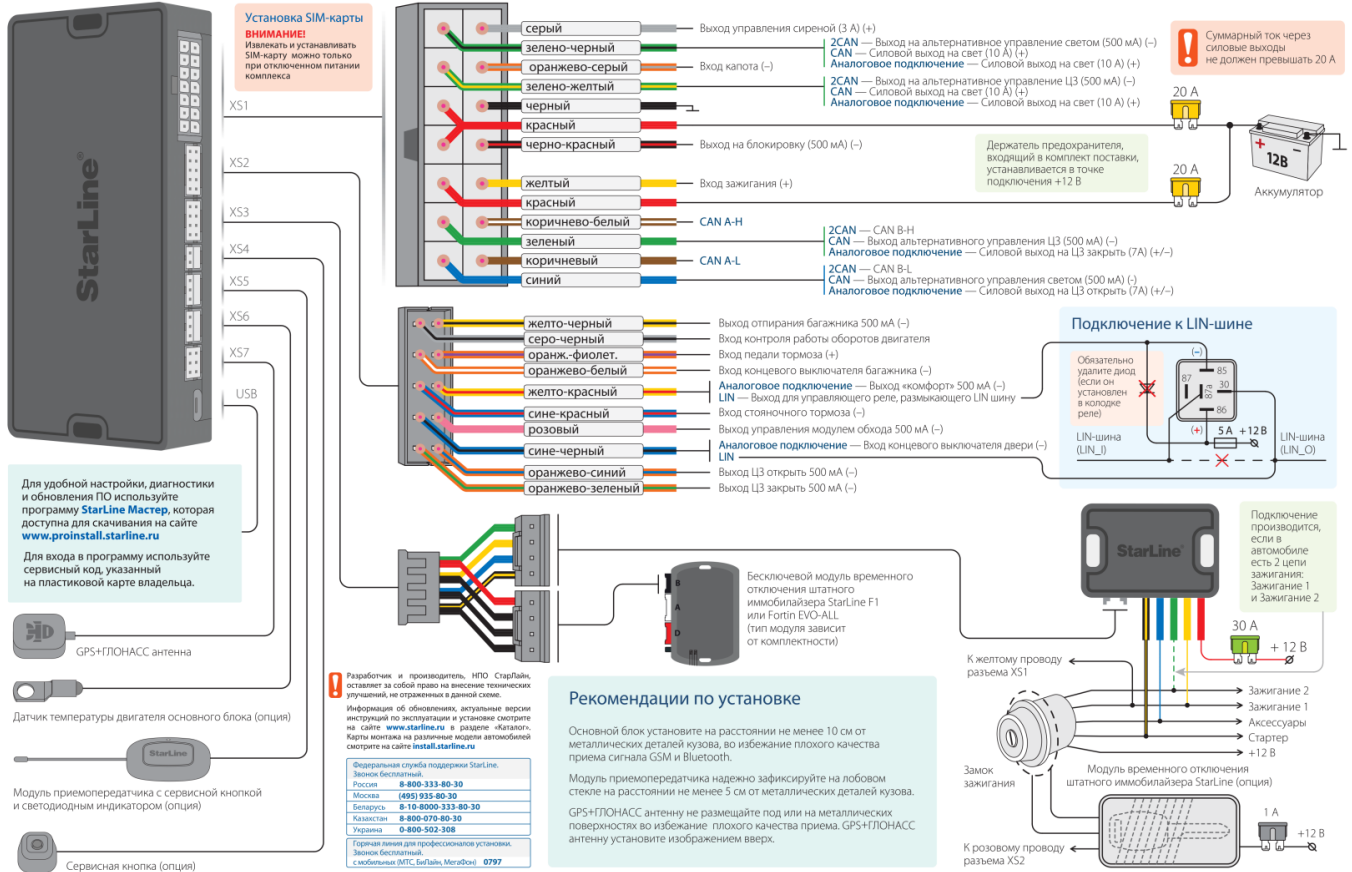 Установка SIM-карты
ВНИМАНИЕ!
Извлекать и устанавливать
SIM-карту можно только
при отключенном питании
комплекса
StarLine®
XS1
XS2
XS3
XS4
XS5
XS6
XS7
USB
серый
Выход управления сиреной (3 А) (+)
зелено-черный
2CAN — Выход на альтернативное управление светом (500 мА) (–)
CAN — Силовой выход на свет (10 А) (+)
Аналоговое подключение — Силовой выход на свет (10 А) (+)
оранжево-серый
Вход капота (–)
зелено-желтый
2CAN — Выход на альтернативное управление ЦЗ (500 мА) (–)
CAN — Силовой выход на свет (10 А) (+)
Аналоговое подключение — Силовой выход на свет (10 А) (+)
черный
красный
черно-красный
Выход на блокировку (500 мА) (–)
желтый
Вход зажигания (+)
красный
коричнево-белый
CAN A-H
зеленый
2CAN — CAN B-H
CAN — Выход альтернативного управления ЦЗ (500 мА) (–)
Аналоговое подключение — Силовой выход на ЦЗ закрыть (7А) (+/–)
коричневый
CAN A-L
синий
2CAN — CAN B-L
CAN — Выход альтернативного управления светом (500 мА) (-)
Аналоговое подключение — Силовой выход на ЦЗ открыть (7А) (+/–)
Суммарный ток через
силовые выходы
не должен превышать 20 А
20 А
20 А
Держатель предохранителя,
входящий в комплект поставки,
устанавливается в точке
подключения +12 В
+ –
12В
Аккумулятор
желто-черный
Выход отпирания багажника 500 мА (–)
серо-черный
Вход контроля работы оборотов двигателя
оранж.-фиолет.
Вход педали тормоза (+)
оранжево-белый
Вход концевого выключателя багажника (–)
желто-красный
Аналоговое подключение — Выход «комфорт» 500 мА (–)
LIN — Выход для управляющего реле, размыкающего LIN шину
сине-красный
Вход стояночного тормоза (–)
розовый
Выход управления модулем обхода 500 мА (–)
сине-черный
Аналоговое подключение — Вход концевого выключателя двери (–)
LIN
оранжево-синий
Выход ЦЗ открыть 500 мА (–)
оранжево-зеленый
Выход ЦЗ закрыть 500 мА (–)
Подключение к LIN-шине
Обязательно
удалите диод
(если он
установлен
в колодке
реле)
(–)
85
87
87a
30
86
(+)
5 А
+12 В
LIN-шина
(LIN_I)
LIN-шина
(LIN_O)
Для удобной настройки, диагностики
и обновления ПО используйте
программу StarLine Мастер, которая
доступна для скачивания на сайте
www.proinstall.starline.ru
Для входа в программу используйте
сервисный код, указанный
на пластиковой карте владельца.
GPS+ГЛОНАСС антенна
Датчик температуры двигателя основного блока (опция)
StarLine
Модуль приемопередатчика с сервисной кнопкой
и светодиодным индикатором (опция)
Сервисная кнопка (опция)
B
A
D
Бесключевой модуль временного
отключения штатного
иммобилайзера StarLine F1
или Fortin EVO-ALL
(тип модуля зависит
от комплектности)
Разработчик и производитель, НПО СтарЛайн,
оставляет за собой право на внесение технических
улучшений, не отраженных в данной схеме.
Информация об обновлениях, актуальные версии
инструкций по эксплуатации и установке смотрите
на сайте www.starline.ru в разделе «Каталог».
Карты монтажа на различные модели автомобилей
смотрите на сайте install.starline.ru
Федеральная служба поддержки StarLine.
Звонок бесплатный.
Россия 8-800-333-80-30
Москва (495) 935-80-30
Беларусь 8-10-8000-333-80-30
Казахстан 8-800-070-80-30
Украина 0-800-502-308
Горячая линия для профессионалов установки.
Звонок бесплатный.
с мобильных (МТС, БиЛайн, МегаФон) 0797
Рекомендации по установке
Основной блок установите на расстоянии не менее 10 см от
металлических деталей кузова, во избежание плохого качества
приема сигнала GSM и Bluetooth.
Модуль приемопередатчика надежно зафиксируйте на лобовом
стекле на расстоянии не менее 5 см от металлических деталей кузова.
GPS+ГЛОНАСС антенну не размещайте под или на металлических
поверхностях во избежание плохого качества приема. GPS+ГЛОНАСС
антенну установите изображением вверх.
StarLine®
Подключение
производится,
если в
автомобиле
есть 2 цепи
зажигания:
Зажигание 1
и Зажигание 2
30 А
+ 12 В
К желтому проводу
разъема XS1
Зажигание 2
Зажигание 1
Аксессуары
Стартер
+12 В
Замок
зажигания
Модуль временного отключения
штатного иммобилайзера StarLine (опция)
1 А
+12 В
К розовому проводу
разъема XS2